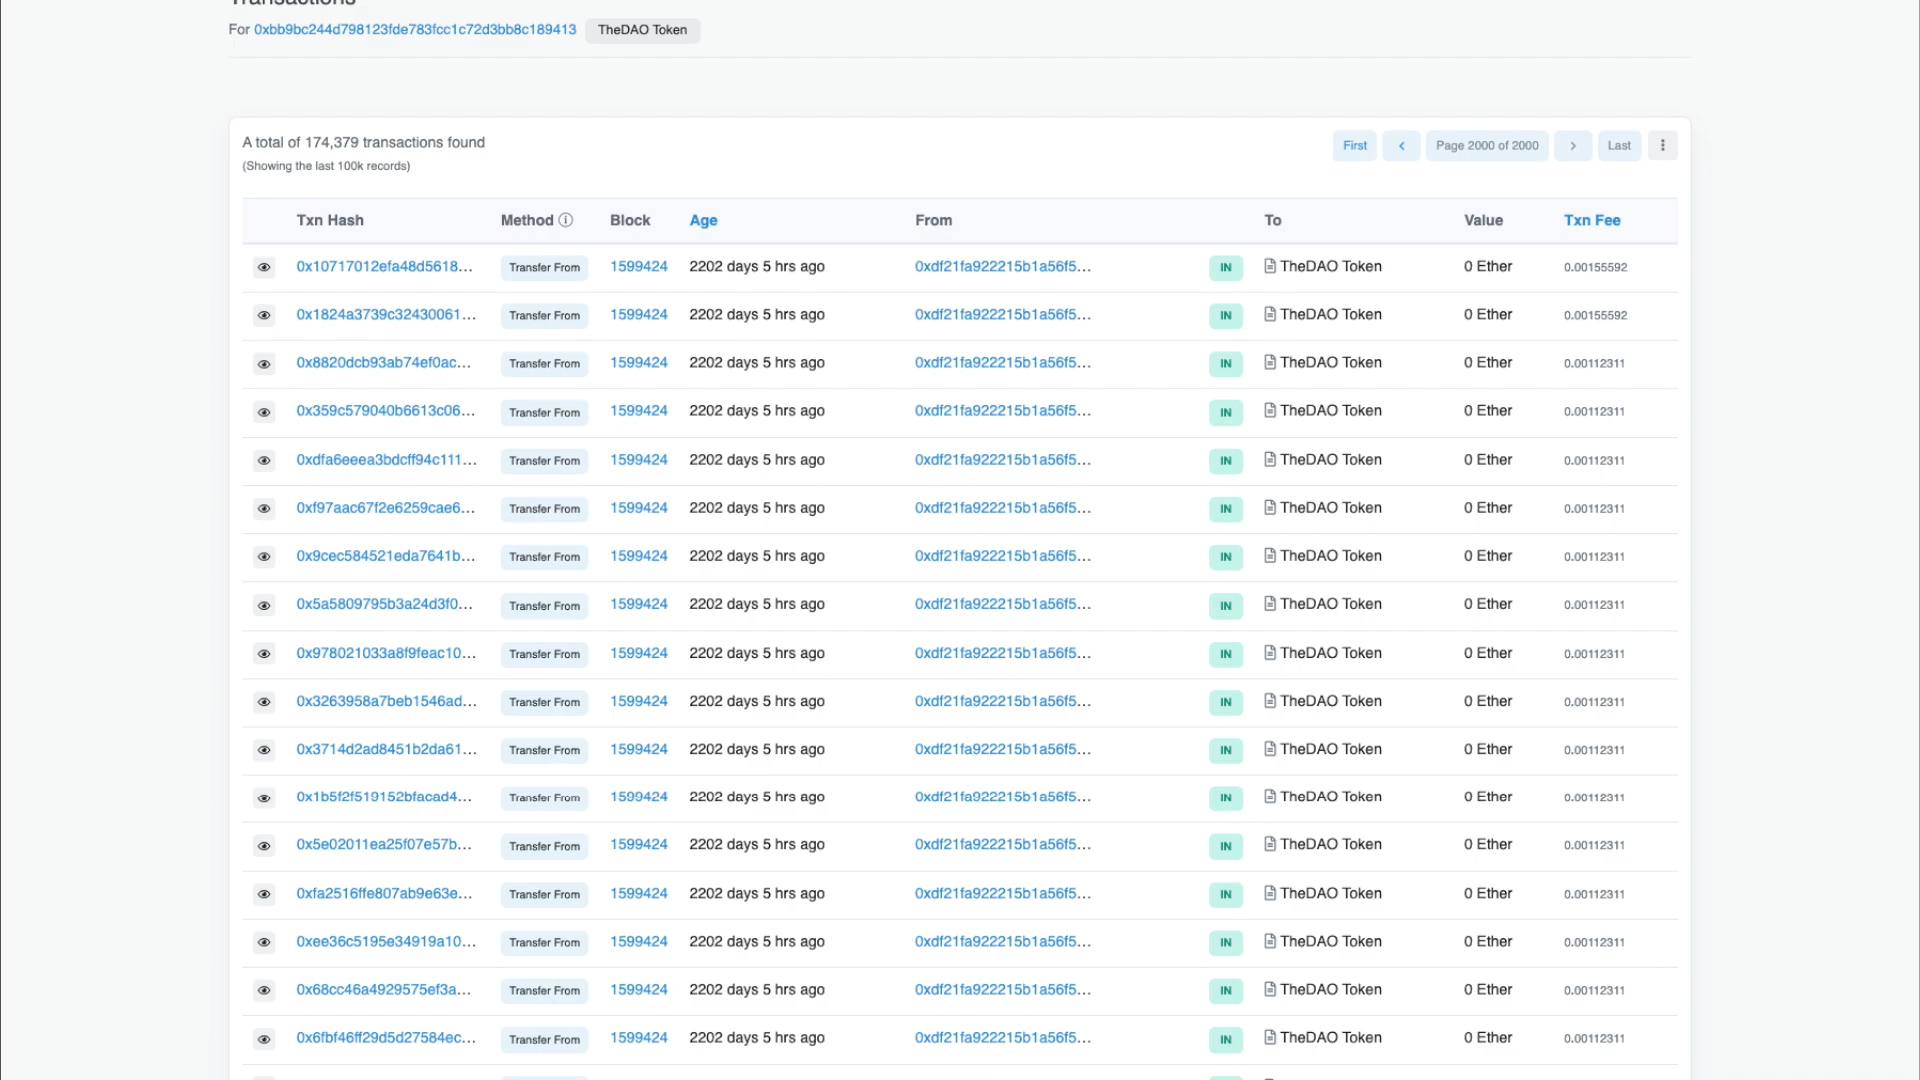 Transactions
For 0xbb9bc244d798123fde783fcc1c72d3bb8c189413 TheDAO Token
A total of 174,379 transactions found
(Showing the last 100k records)
First Page 2000 of 2000 Last
Txn Hash Method Block Age From To Value Txn Fee
0x10717012efa48d5618... Transfer From 1599424 2202 days 5 hrs ago 0xdf21fa922215b1a56f5... IN TheDAO Token 0 Ether 0.00155592
0x1824a3739c32430061... Transfer From 1599424 2202 days 5 hrs ago 0xdf21fa922215b1a56f5... IN TheDAO Token 0 Ether 0.00155592
0x8820dcb93ab74ef0ac... Transfer From 1599424 2202 days 5 hrs ago 0xdf21fa922215b1a56f5... IN TheDAO Token 0 Ether 0.00112311
0x359c579040b6613c06... Transfer From 1599424 2202 days 5 hrs ago 0xdf21fa922215b1a56f5... IN TheDAO Token 0 Ether 0.00112311
0xdfa6eeea3bdcff94c111... Transfer From 1599424 2202 days 5 hrs ago 0xdf21fa922215b1a56f5... IN TheDAO Token 0 Ether 0.00112311
0xf97aac67f2e6259cae6... Transfer From 1599424 2202 days 5 hrs ago 0xdf21fa922215b1a56f5... IN TheDAO Token 0 Ether 0.00112311
0x9cec584521eda7641b... Transfer From 1599424 2202 days 5 hrs ago 0xdf21fa922215b1a56f5... IN TheDAO Token 0 Ether 0.00112311
0x5a5809795b3a24d3f0... Transfer From 1599424 2202 days 5 hrs ago 0xdf21fa922215b1a56f5... IN TheDAO Token 0 Ether 0.00112311
0x978021033a8f9feac10... Transfer From 1599424 2202 days 5 hrs ago 0xdf21fa922215b1a56f5... IN TheDAO Token 0 Ether 0.00112311
0x3263958a7beb1546ad... Transfer From 1599424 2202 days 5 hrs ago 0xdf21fa922215b1a56f5... IN TheDAO Token 0 Ether 0.00112311
0x3714d2ad8451b2da61... Transfer From 1599424 2202 days 5 hrs ago 0xdf21fa922215b1a56f5... IN TheDAO Token 0 Ether 0.00112311
0x1b5f2f519152bfacad4... Transfer From 1599424 2202 days 5 hrs ago 0xdf21fa922215b1a56f5... IN TheDAO Token 0 Ether 0.00112311
0x5e02011ea25f07e57b... Transfer From 1599424 2202 days 5 hrs ago 0xdf21fa922215b1a56f5... IN TheDAO Token 0 Ether 0.00112311
0xfa2516ffe807ab9e63e... Transfer From 1599424 2202 days 5 hrs ago 0xdf21fa922215b1a56f5... IN TheDAO Token 0 Ether 0.00112311
0xee36c5195e34919a10... Transfer From 1599424 2202 days 5 hrs ago 0xdf21fa922215b1a56f5... IN TheDAO Token 0 Ether 0.00112311
0x68cc46a4929575ef3a... Transfer From 1599424 2202 days 5 hrs ago 0xdf21fa922215b1a56f5... IN TheDAO Token 0 Ether 0.00112311
0x6fbf46ff29d5d27584ec... Transfer From 1599424 2202 days 5 hrs ago 0xdf21fa922215b1a56f5... IN TheDAO Token 0 Ether 0.00112311